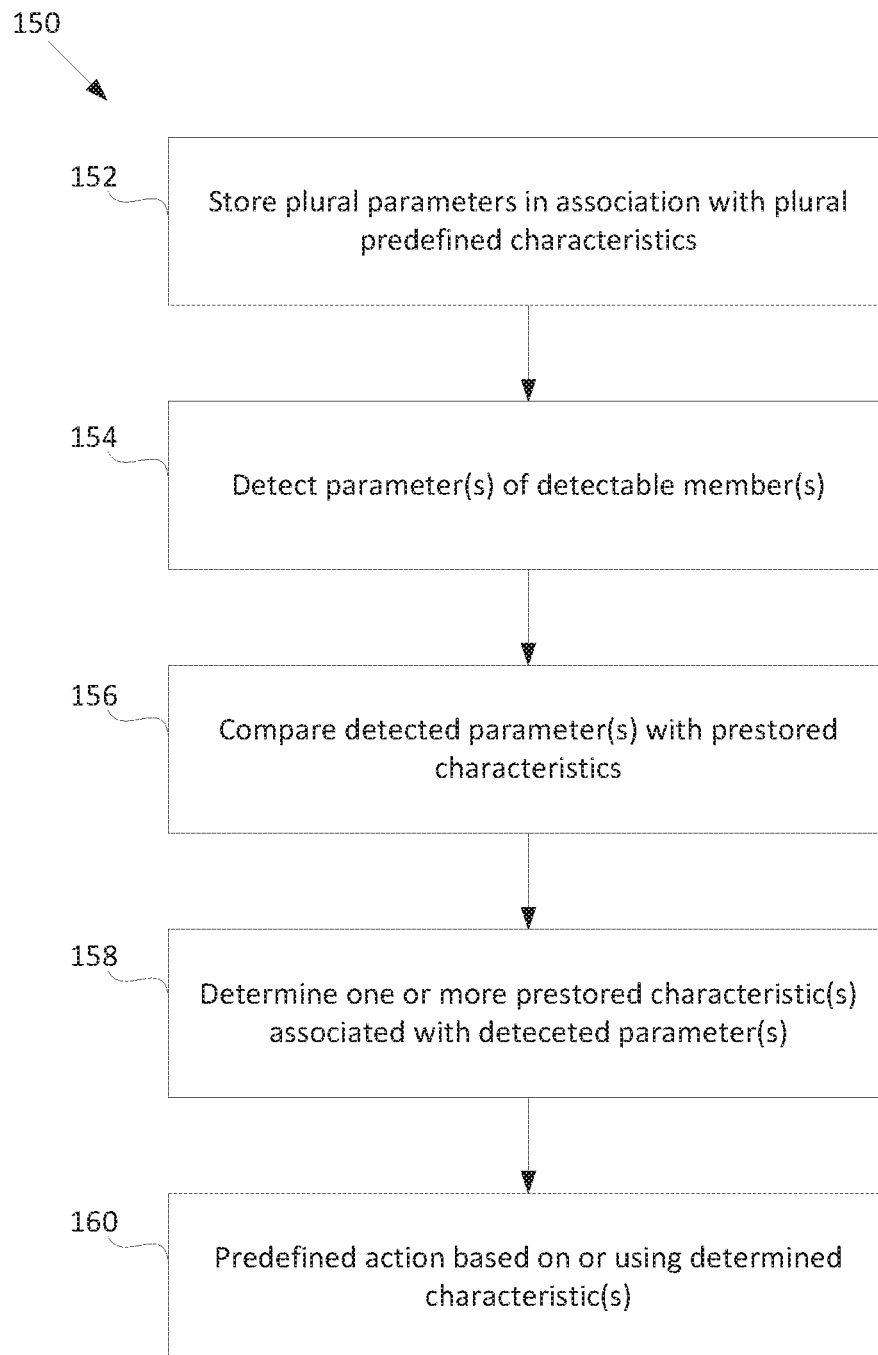 150
152
Store plural parameters in association with plural
predefined characteristics
154
Detect parameter(s) of detectable member(s)
156
Compare detected parameter(s) with prestored
characteristics
158
Determine one or more prestored characteristic(s)
associated with deteceted parameter(s)
160
Predefined action based on or using determined
characteristic(s)